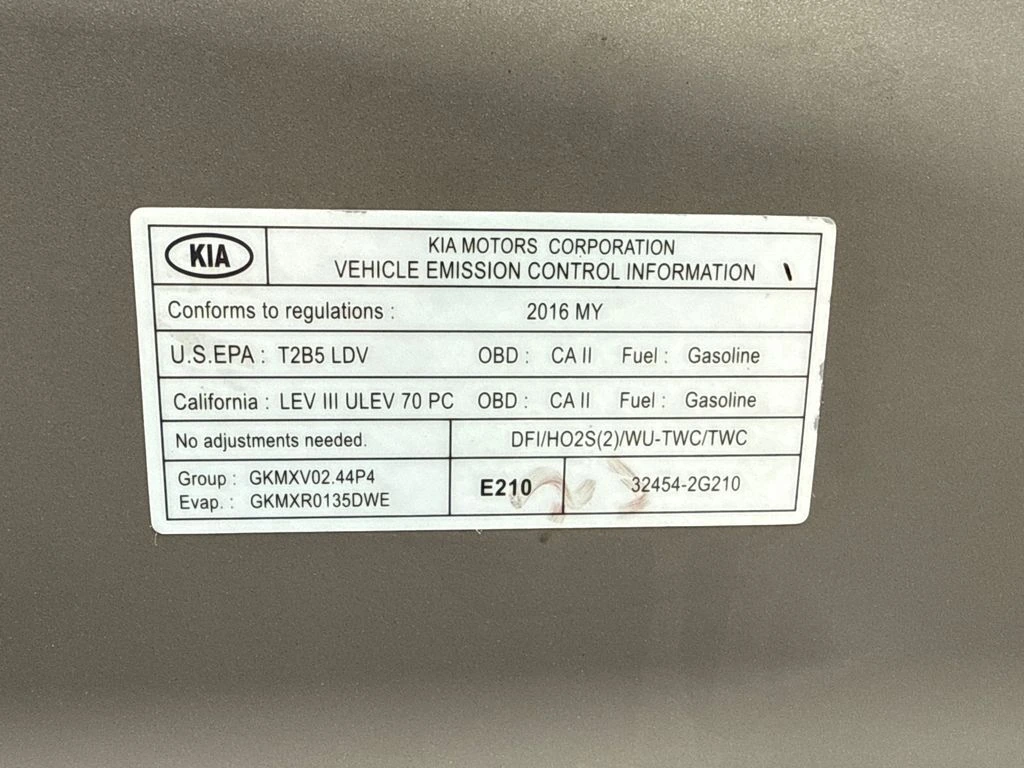 KIA
KIA MOTORS CORPORATION
VEHICLE EMISSION CONTROL INFORMATION
Conforms to regulations : 2016 MY
U.S.EPA : T2B5 LDV OBD : CA II Fuel : Gasoline
California : LEV III ULEV 70 PC OBD : CA II Fuel : Gasoline
No adjustments needed. DFI/HO2S(2)/WU-TWC/TWC
Group : GKMXV02.44P4
Evap. : GKMXR0135DWE
E210 32454-2G210